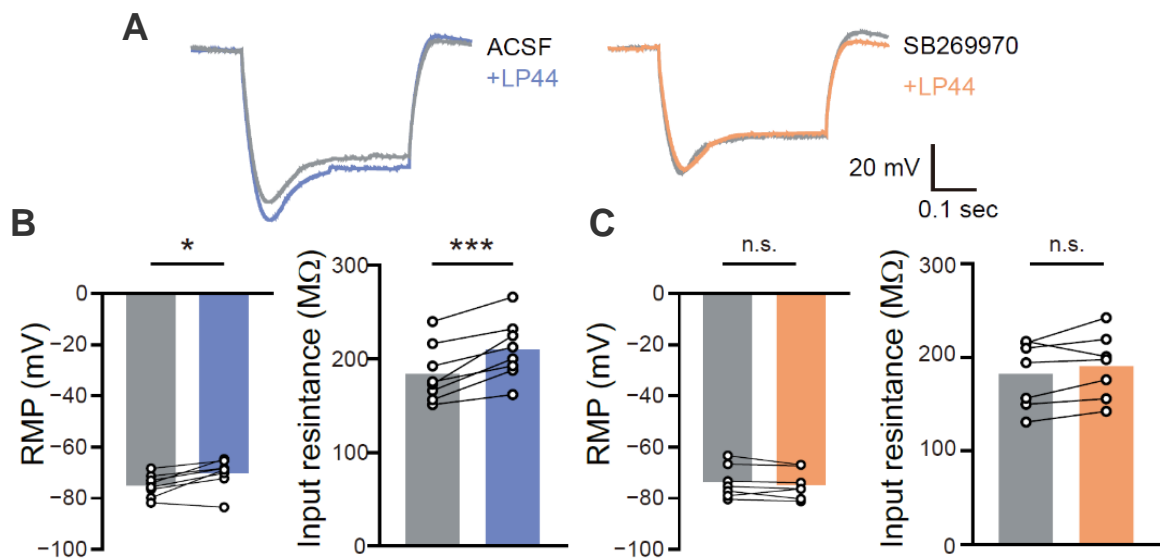 A
ACSF
+LP44
SB269970
+LP44
20 mV
0.1 sec
B
*
RMP (mV)
0
−20
−40
−60
−80
−100
***
Input resintance (MΩ)
300
200
100
0
C
n.s.
RMP (mV)
0
−20
−40
−60
−80
−100
n.s.
Input resintance (MΩ)
300
200
100
0